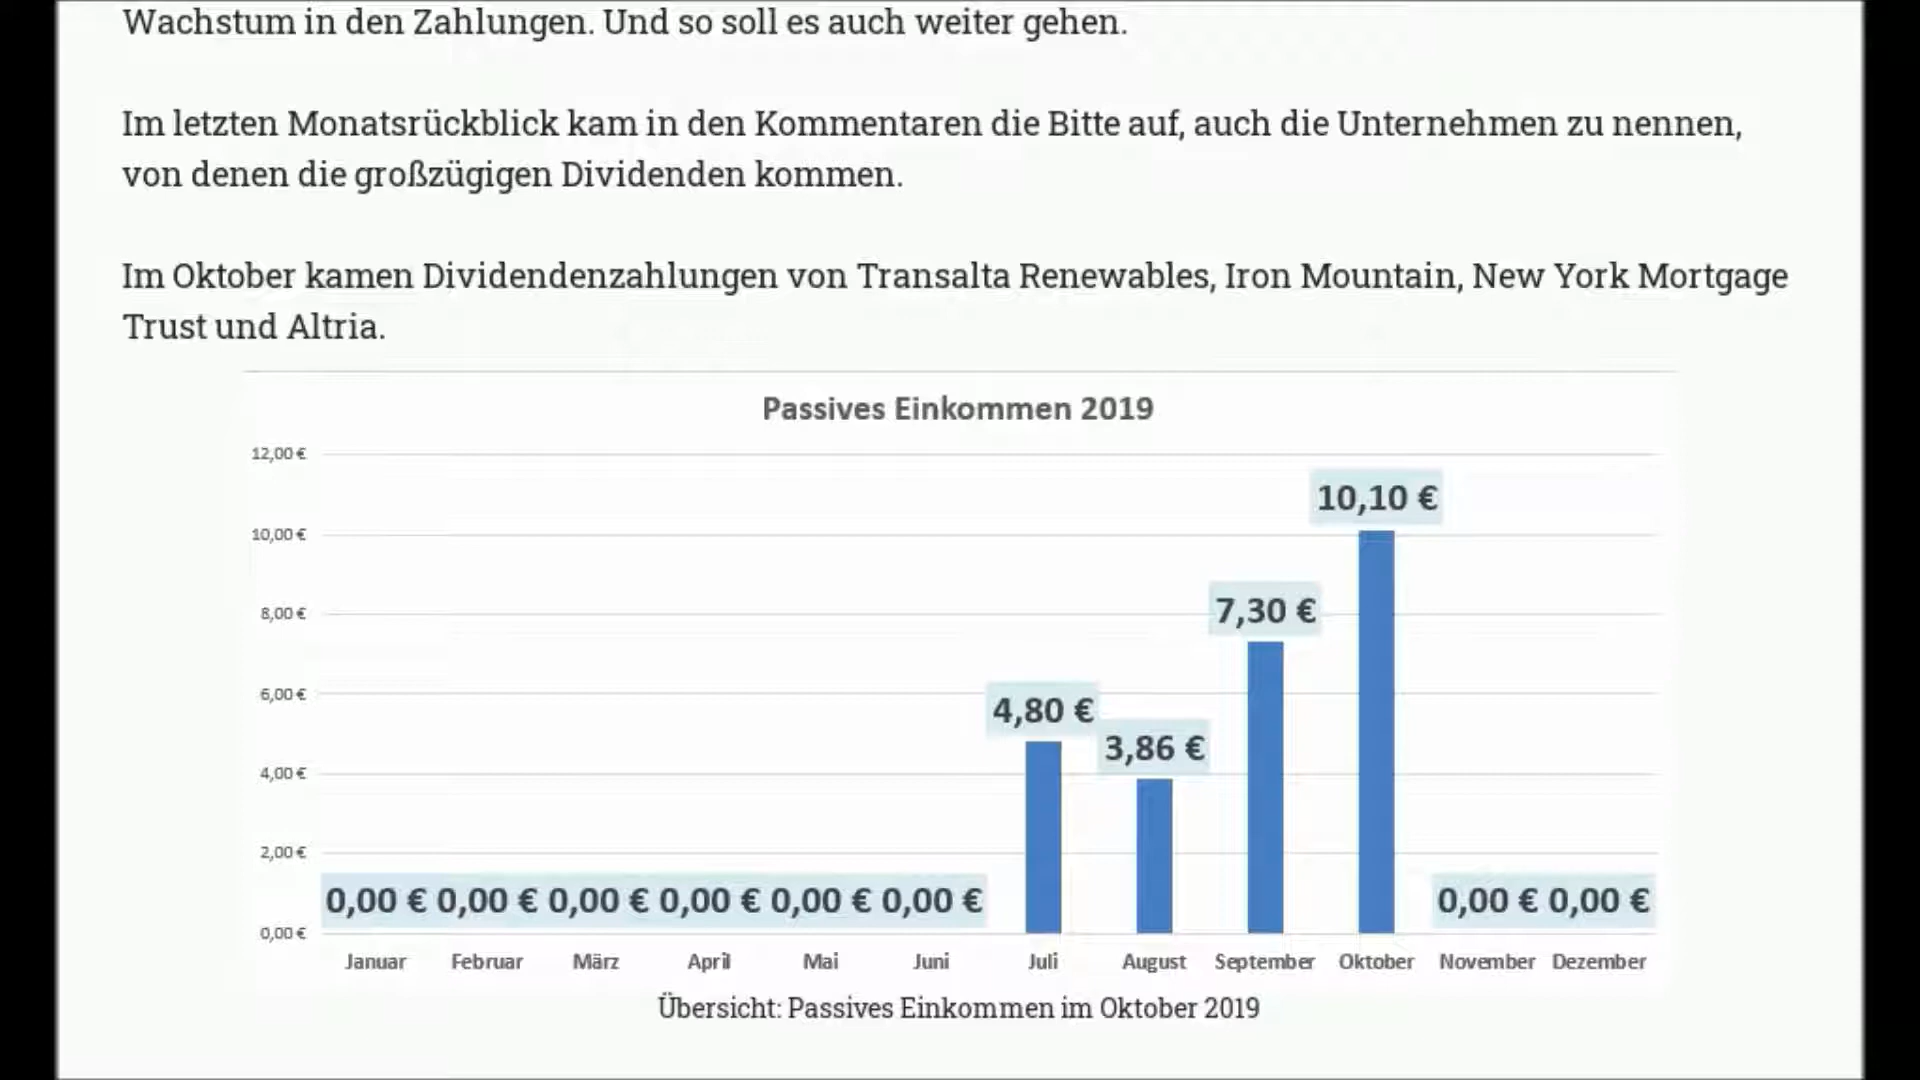 Wachstum in den Zahlungen. Und so soll es auch weiter gehen.
Im letzten Monatsrückblick kam in den Kommentaren die Bitte auf, auch die Unternehmen zu nennen,
von denen die großzügigen Dividenden kommen.
Im Oktober kamen Dividendenzahlungen von Transalta Renewables, Iron Mountain, New York Mortgage
Trust und Altria.
Passives Einkommen 2019
12,00 €
10,00 €
8,00 €
6,00 €
4,00 €
2,00 €
0,00 €
0,00 € 0,00 € 0,00 € 0,00 € 0,00 € 0,00 €
4,80 €
3,86 €
7,30 €
10,10 €
0,00 € 0,00 €
Januar Februar März April Mai Juni Juli August September Oktober November Dezember
Übersicht: Passives Einkommen im Oktober 2019